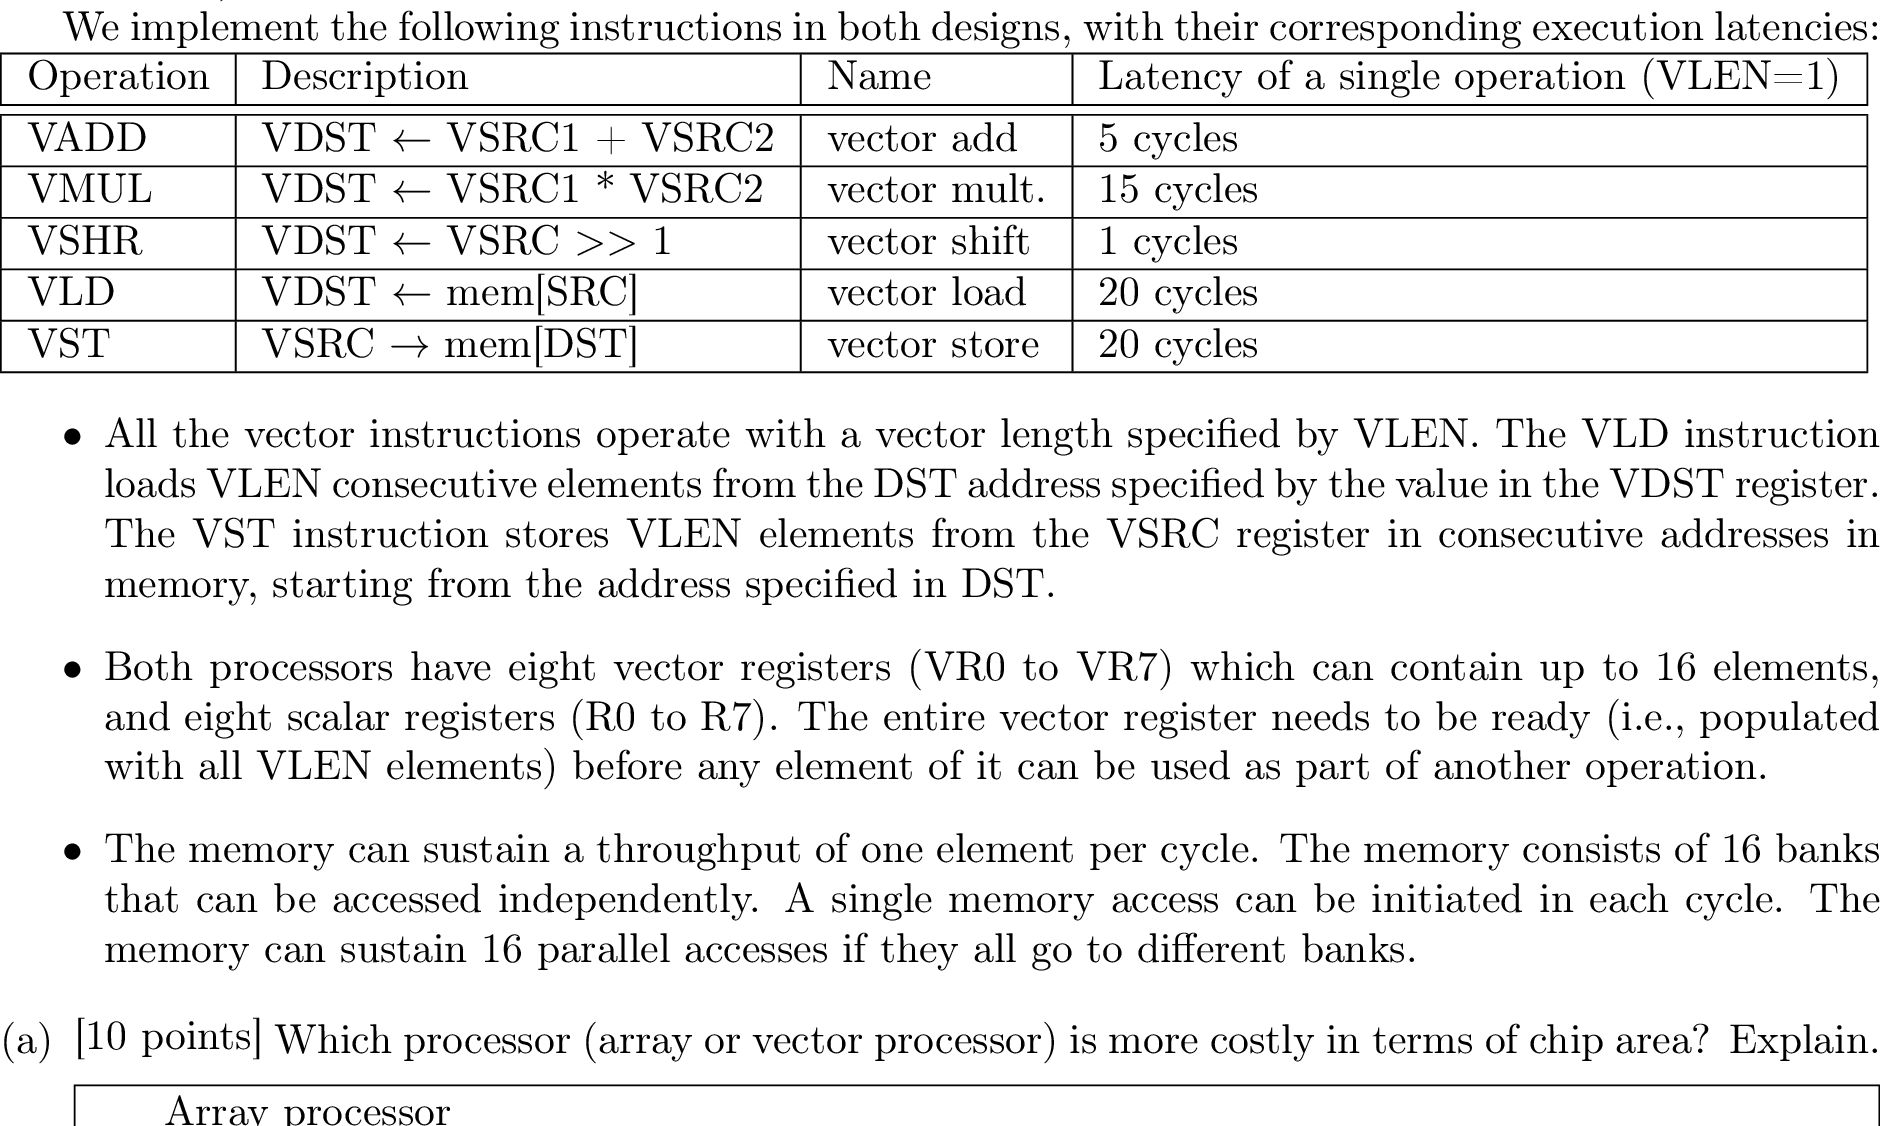 We implement the following instructions in both designs, with their corresponding execution latencies:
Operation Description Name Latency of a single operation (VLEN=1)
VADD VDST ← VSRC1 + VSRC2 vector add 5 cycles
VMUL VDST ← VSRC1 * VSRC2 vector mult. 15 cycles
VSHR VDST ← VSRC >> 1 vector shift 1 cycles
VLD VDST ← mem[SRC] vector load 20 cycles
VST VSRC → mem[DST] vector store 20 cycles
• All the vector instructions operate with a vector length specified by VLEN. The VLD instruction
loads VLEN consecutive elements from the DST address specified by the value in the VDST register.
The VST instruction stores VLEN elements from the VSRC register in consecutive addresses in
memory, starting from the address specified in DST.
• Both processors have eight vector registers (VR0 to VR7) which can contain up to 16 elements,
and eight scalar registers (R0 to R7). The entire vector register needs to be ready (i.e., populated
with all VLEN elements) before any element of it can be used as part of another operation.
• The memory can sustain a throughput of one element per cycle. The memory consists of 16 banks
that can be accessed independently. A single memory access can be initiated in each cycle. The
memory can sustain 16 parallel accesses if they all go to different banks.
(a) [10 points] Which processor (array or vector processor) is more costly in terms of chip area? Explain.
Array processor